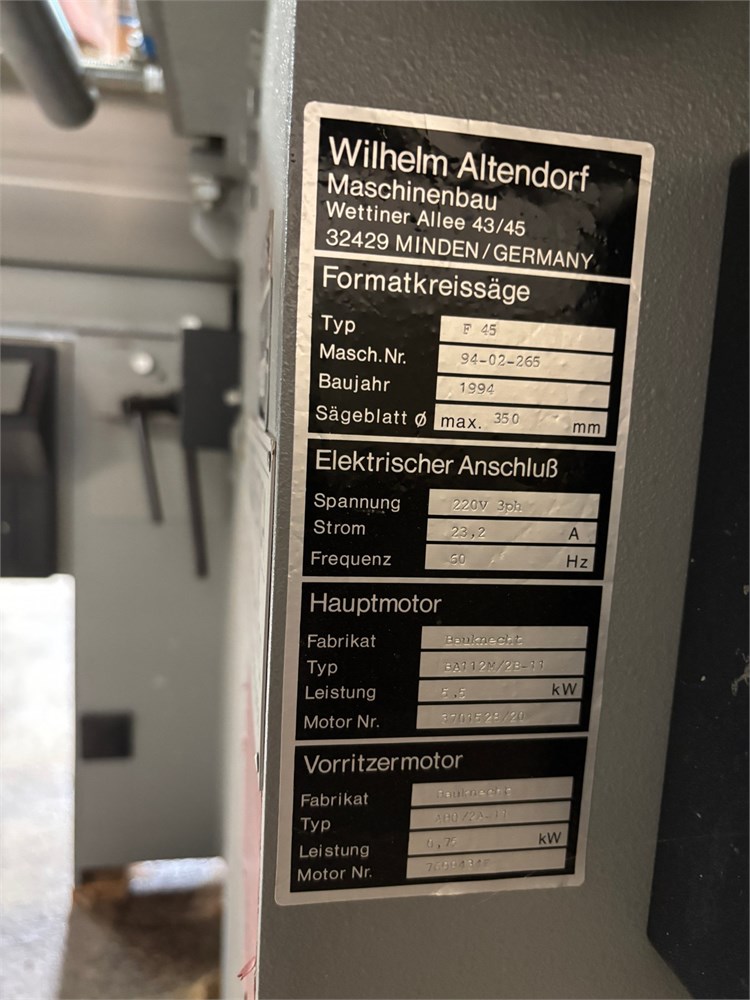 Wilhelm Altendorf
Maschinenbau
Wettiner Allee 43/45
32429 MINDEN/GERMANY
Formatkreissäge
Typ F 45
Masch.Nr. 94-02-265
Baujahr 1994
Sägeblatt Ø max. 350 mm
Elektrischer Anschluß
Spannung 220V 3ph
Strom 23,2 A
Frequenz 60 Hz
Hauptmotor
Fabrikat Bauknecht
Typ
Leistung 5,5 kW
Motor Nr.
Vorritzermotor
Fabrikat Bauknecht
Typ
Leistung 0,75 kW
Motor Nr.